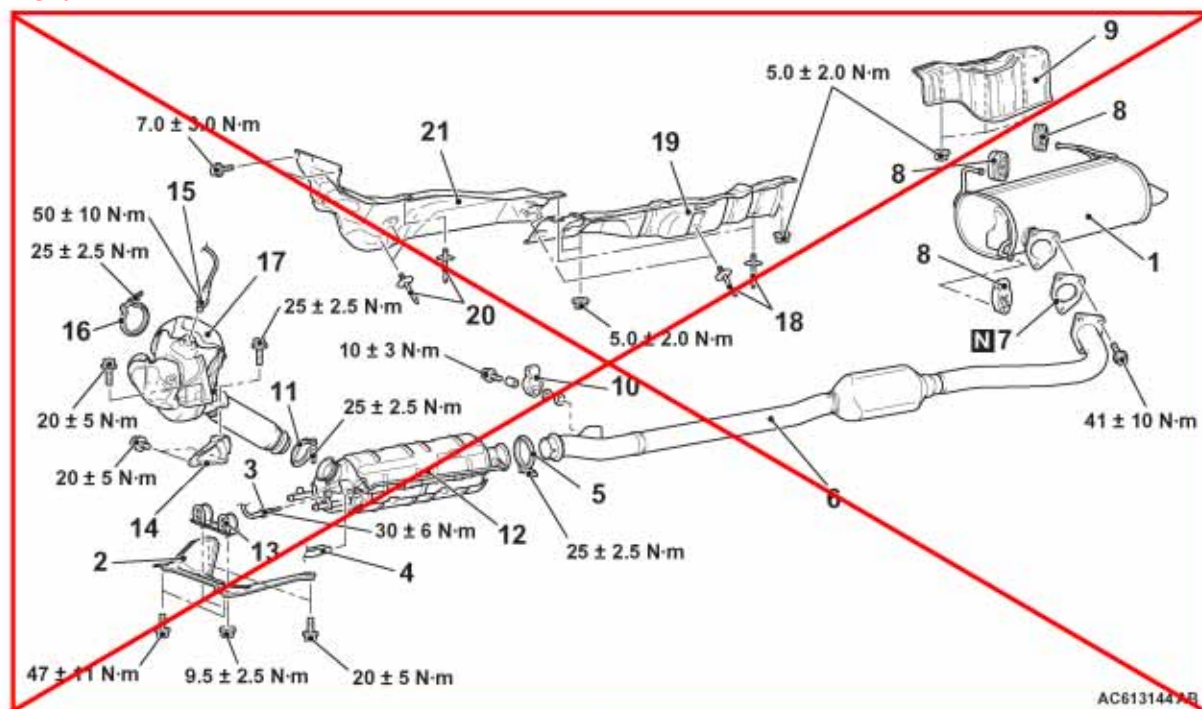 9
5.0 ± 2.0 N·m
8
7.0 ± 3.0 N·m
21
19
8
15
50 ± 10 N·m
25 ± 2.5 N·m
17
8
1
16
25 ± 2.5 N·m
20
18
N 7
5.0 ± 2.0 N·m
10 ± 3 N·m
10
11
25 ± 2.5 N·m
20 ± 5 N·m
41 ± 10 N·m
3
5
6
20 ± 5 N·m
14
12
30 ± 6 N·m
25 ± 2.5 N·m
2
13
4
47 ± 11 N·m
9.5 ± 2.5 N·m
20 ± 5 N·m
AC613144 AB